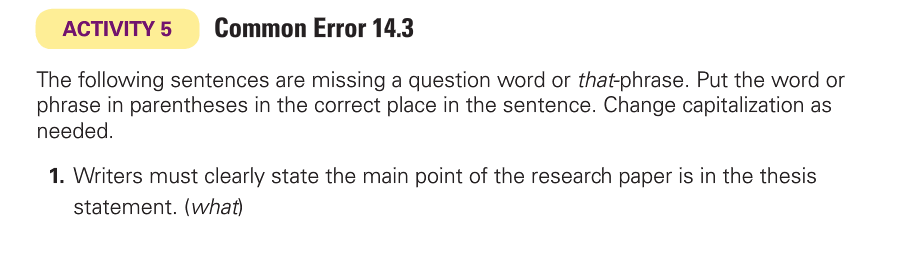 ACTIVITY 5 Common Error 14.3
The following sentences are missing a question word or that-phrase. Put the word or
phrase in parentheses in the correct place in the sentence. Change capitalization as
needed.
1. Writers must clearly state the main point of the research paper is in the thesis
statement. (what)